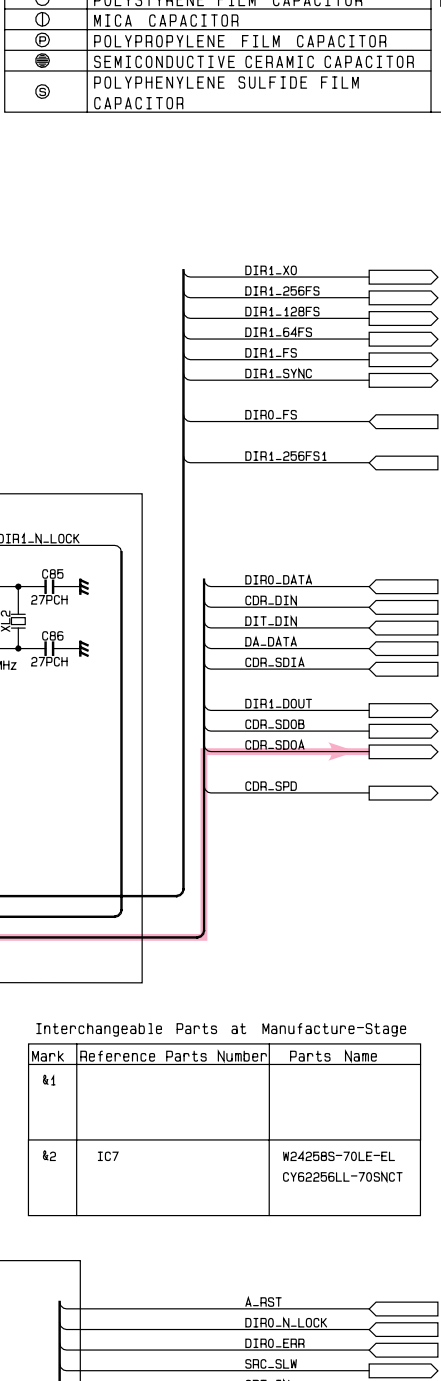 POLYSTYRENE FILM CAPACITOR
MICA CAPACITOR
P POLYPROPYLENE FILM CAPACITOR
SEMICONDUCTIVE CERAMIC CAPACITOR
S POLYPHENYLENE SULFIDE FILM
CAPACITOR
DIR1_XO
DIR1_256FS
DIR1_128FS
DIR1_64FS
DIR1_FS
DIR1_SYNC
DIR0_FS
DIR1_256FS1
DIR1_N_LOCK
C85
27PCH
XL2
C86
27PCH
MHz
DIR0_DATA
CDR_DIN
DIT_DIN
DA_DATA
CDR_SDIA
DIR1_DOUT
CDR_SDOB
CDR_SDOA
CDR_SPD
Interchangeable Parts at Manufacture-Stage
Mark Reference Parts Number Parts Name
&1
&2 IC7 W24258S-70LE-EL
CY62256LL-70SNCT
A_RST
DIR0_N_LOCK
DIR0_ERR
SRC_SLW